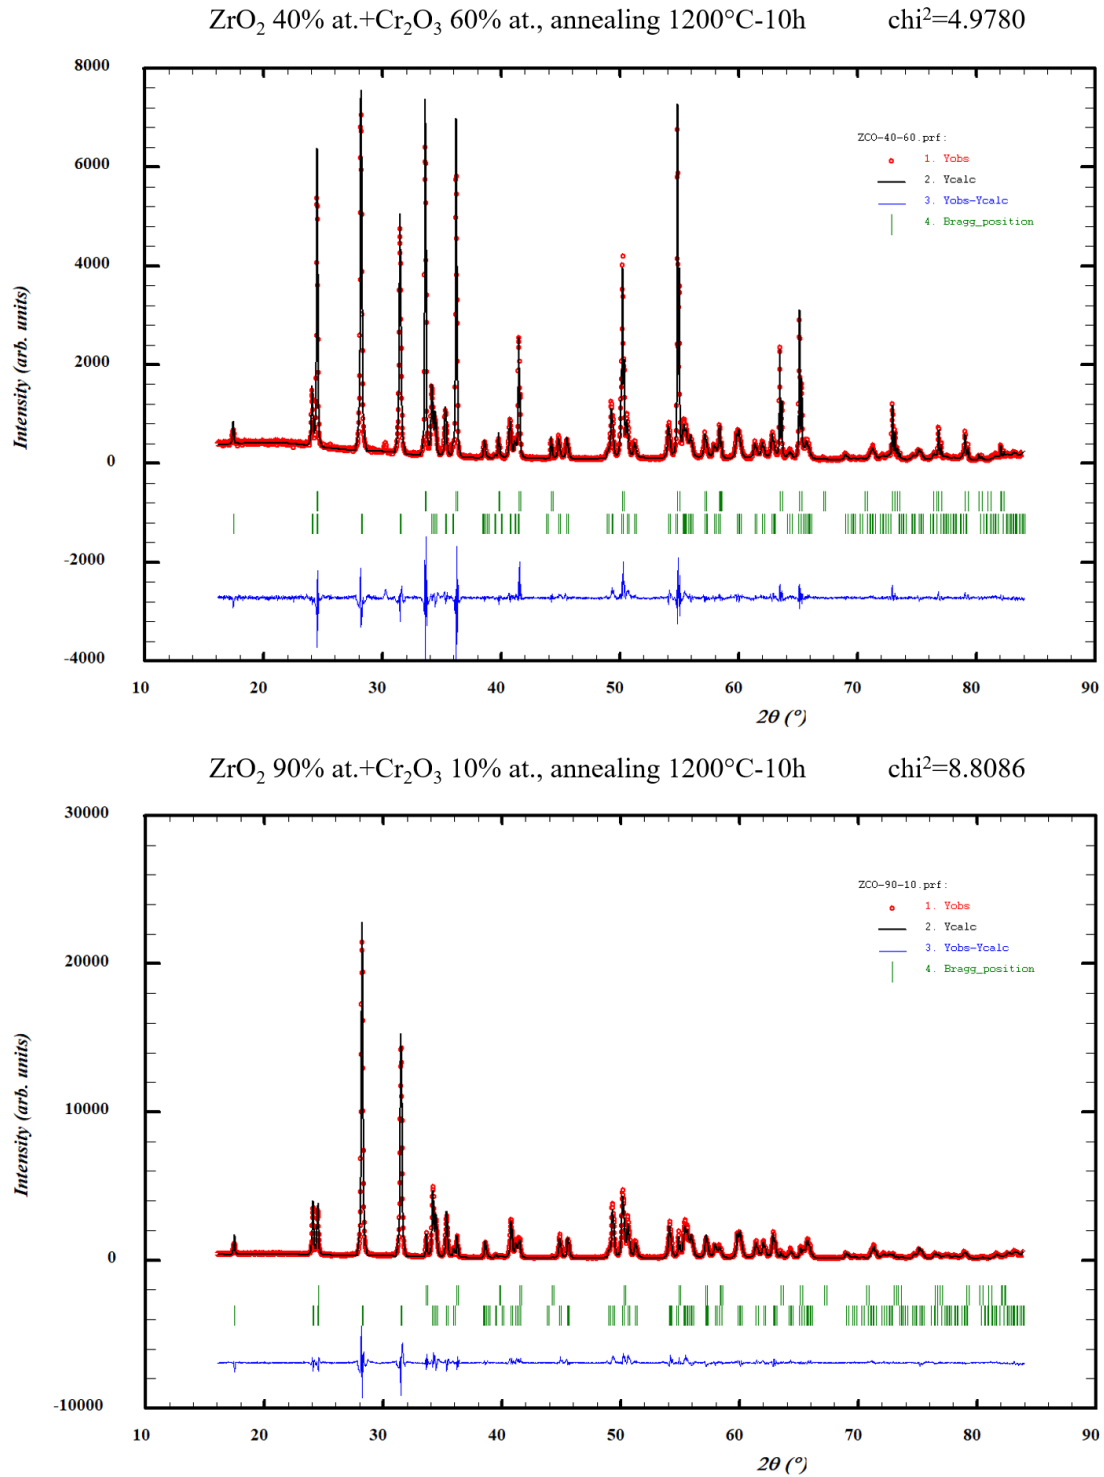 ZrO₂ 40% at.+Cr₂O₃ 60% at., annealing 1200°C-10h chi²=4.9780
8000
6000
4000
2000
0
-2000
-4000
Intensity (arb. units)
ZCO-40-60.prf:
1. Yobs
2. Ycalc
3. Yobs-Ycalc
4. Bragg_position
10 20 30 40 50 60 70 80 90
2θ (°)
ZrO₂ 90% at.+Cr₂O₃ 10% at., annealing 1200°C-10h chi²=8.8086
30000
20000
10000
0
-10000
Intensity (arb. units)
ZCO-90-10.prf:
1. Yobs
2. Ycalc
3. Yobs-Ycalc
4. Bragg_position
10 20 30 40 50 60 70 80 90
2θ (°)